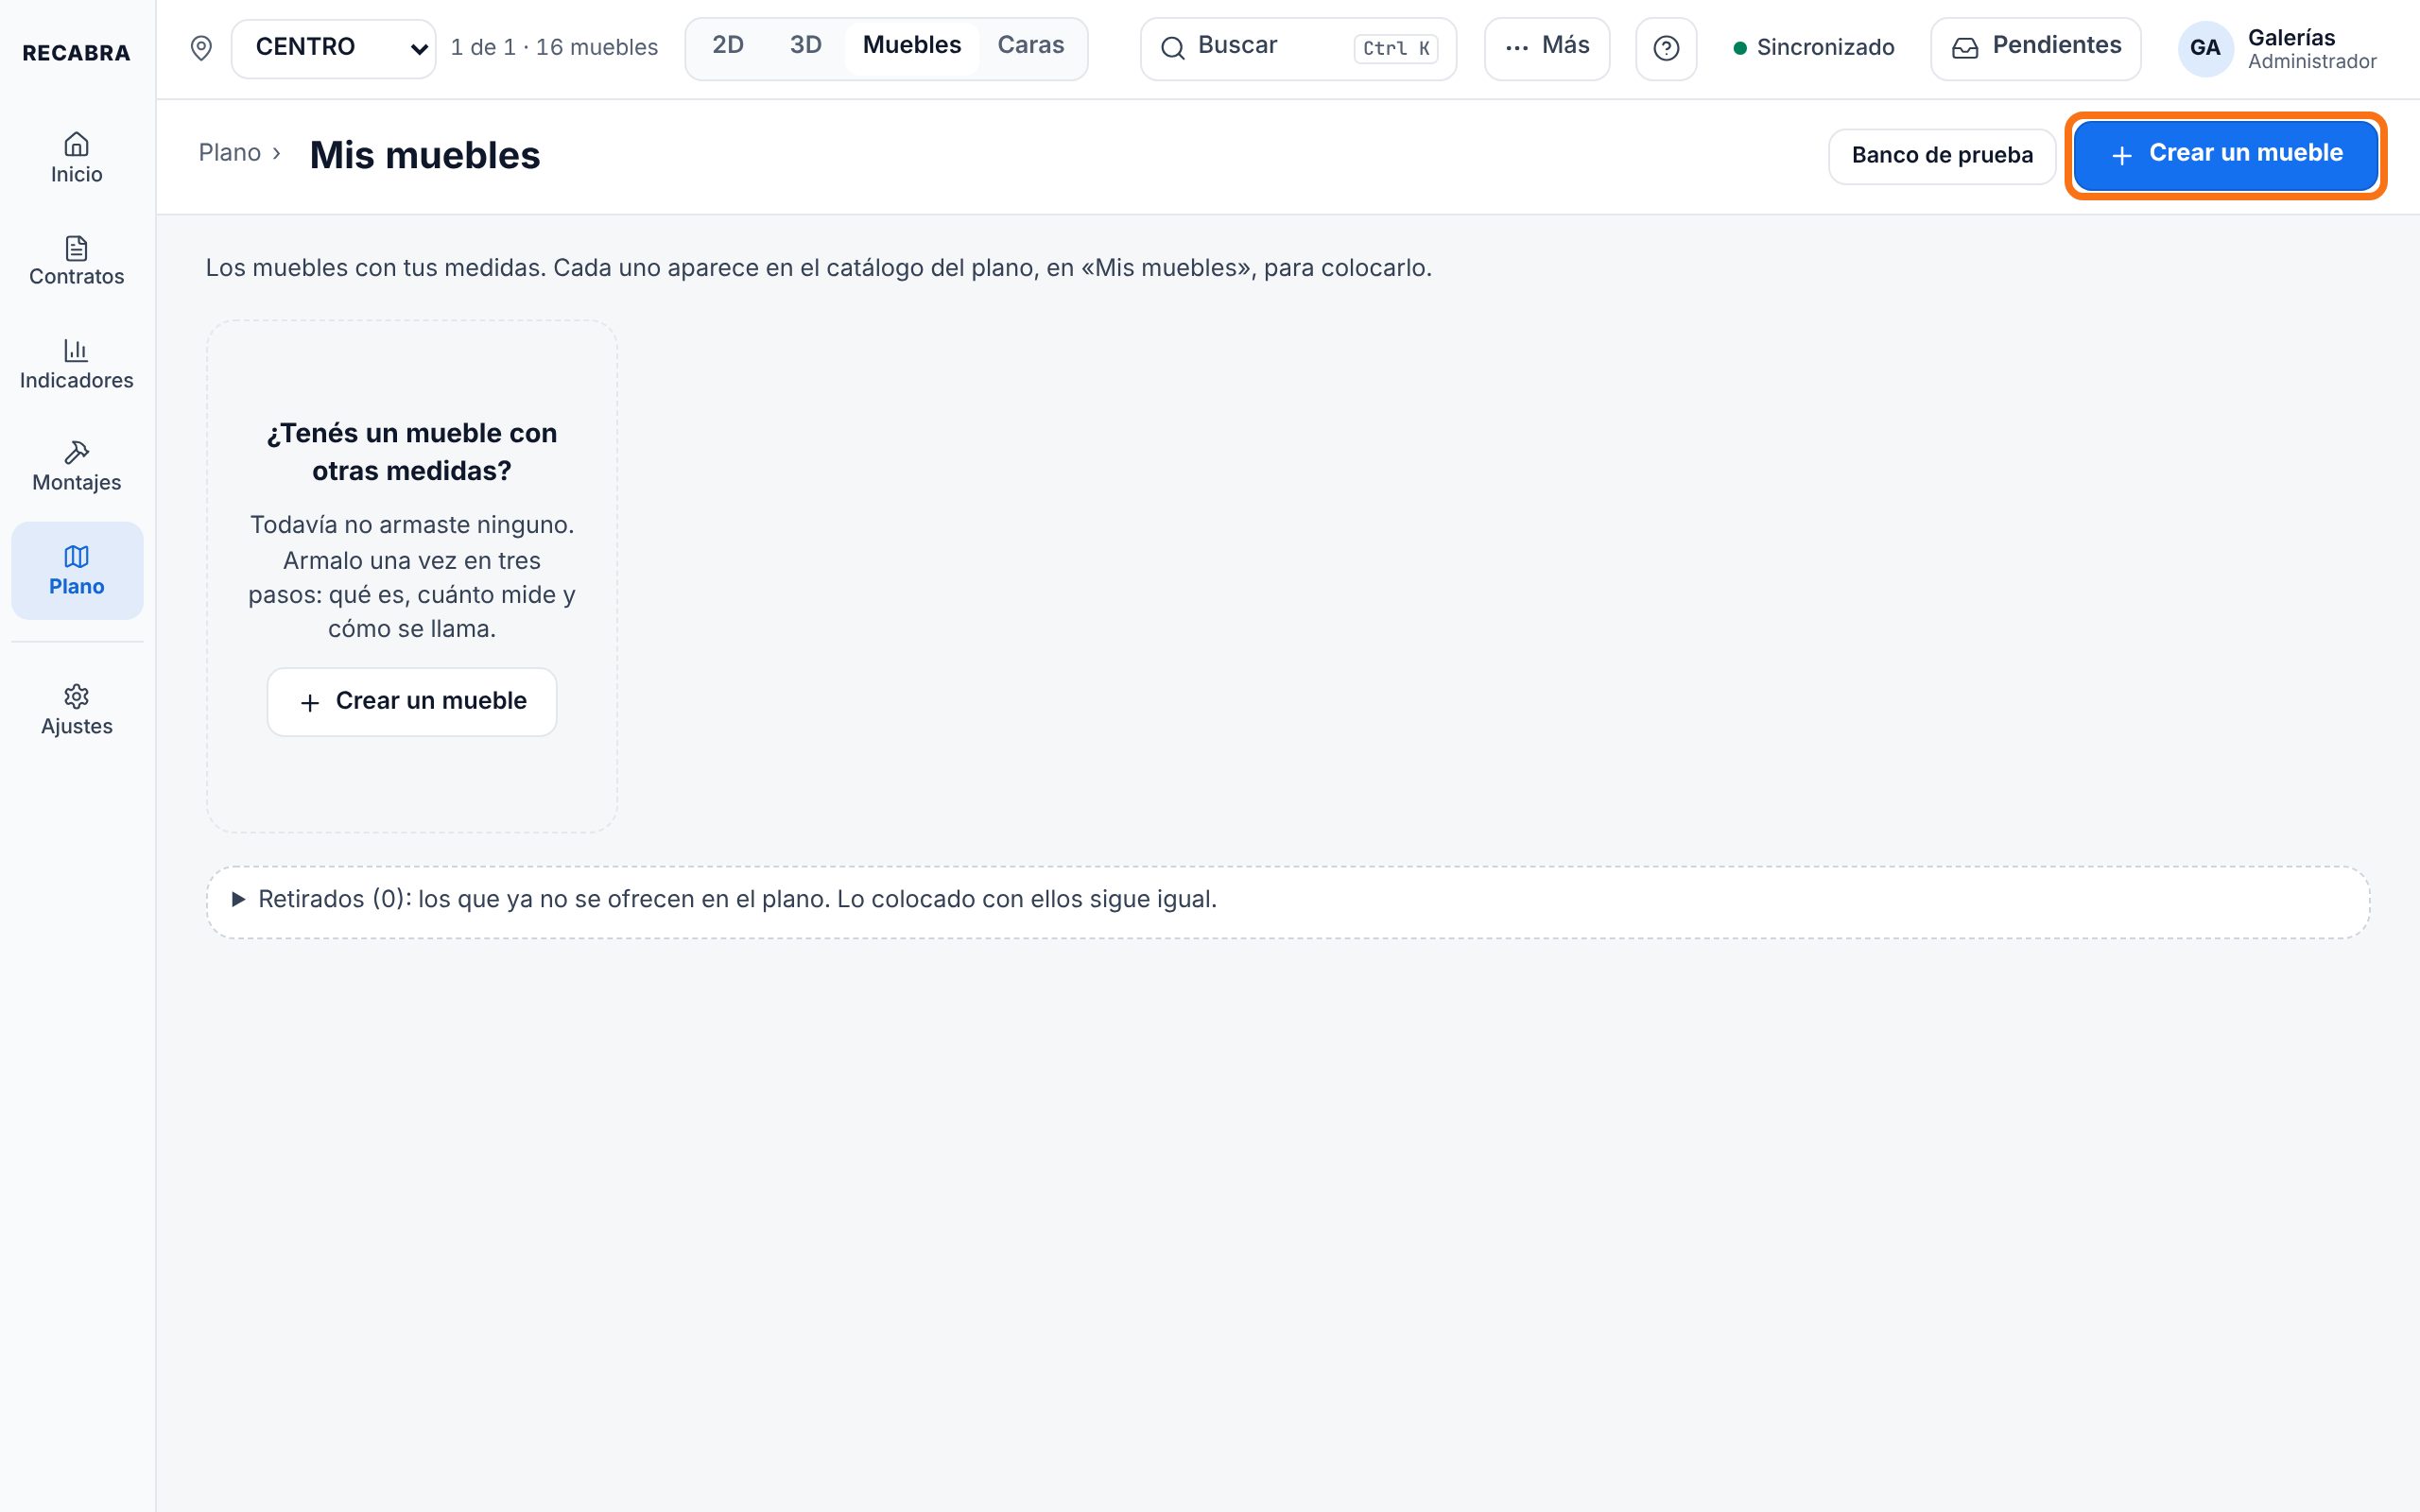 RECABRA
CENTRO
1 de 1 · 16 muebles
2D
3D
Muebles
Caras
Buscar
Ctrl K
Más
Sincronizado
Pendientes
GA
Galerías
Administrador
Inicio
Contratos
Indicadores
Montajes
Plano
Ajustes
Plano ›
Mis muebles
Banco de prueba
+ Crear un mueble
Los muebles con tus medidas. Cada uno aparece en el catálogo del plano, en «Mis muebles», para colocarlo.
¿Tenés un mueble con
otras medidas?
Todavía no armaste ninguno.
Armalo una vez en tres
pasos: qué es, cuánto mide y
cómo se llama.
+ Crear un mueble
Retirados (0): los que ya no se ofrecen en el plano. Lo colocado con ellos sigue igual.